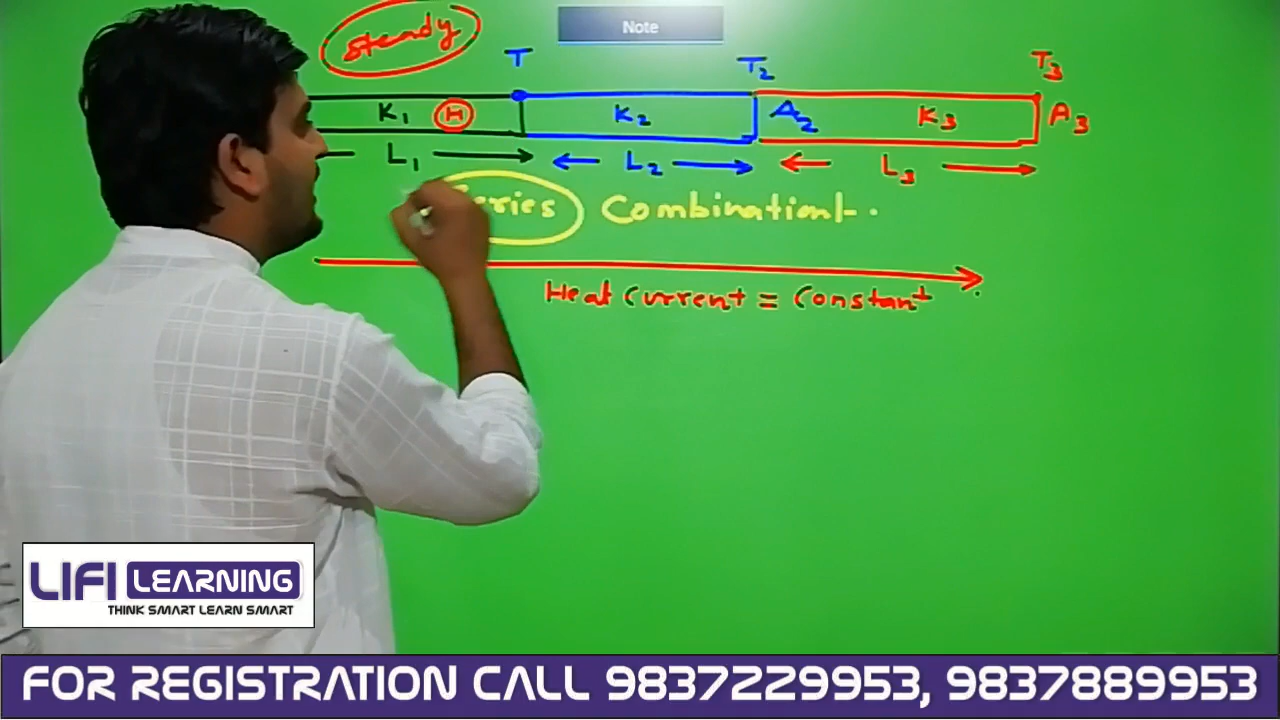 Note
steady
T T2 T3
K1 H K2 A2 K3 A3
L1 L2 L3
Series Combination:- .
Heat Current = Constant
LIFI LEARNING
THINK SMART LEARN SMART
FOR REGISTRATION CALL 9837229953, 9837889953